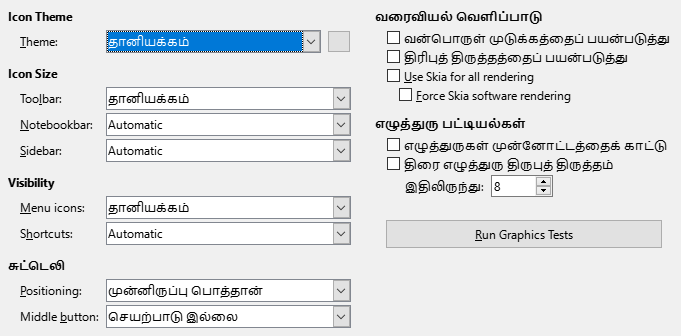 Icon Theme
Theme: தானியக்கம்
Icon Size
Toolbar: தானியக்கம்
Notebookbar: Automatic
Sidebar: Automatic
Visibility
Menu icons: தானியக்கம்
Shortcuts: Automatic
சுட்டெலி
Positioning: முன்னிருப்பு பொத்தான்
Middle button: செயற்பாடு இல்லை
வரைவியல் வெளிப்பாடு
வன்பொருள் முடுக்கத்தைப் பயன்படுத்து
திரிபுத் திருத்தத்தைப் பயன்படுத்து
Use Skia for all rendering
Force Skia software rendering
எழுத்துரு பட்டியல்கள்
எழுத்துருகள் முன்னோட்டத்தைக் காட்டு
திரை எழுத்துரு திருபுத் திருத்தம்
இதிலிருந்து: 8
Run Graphics Tests